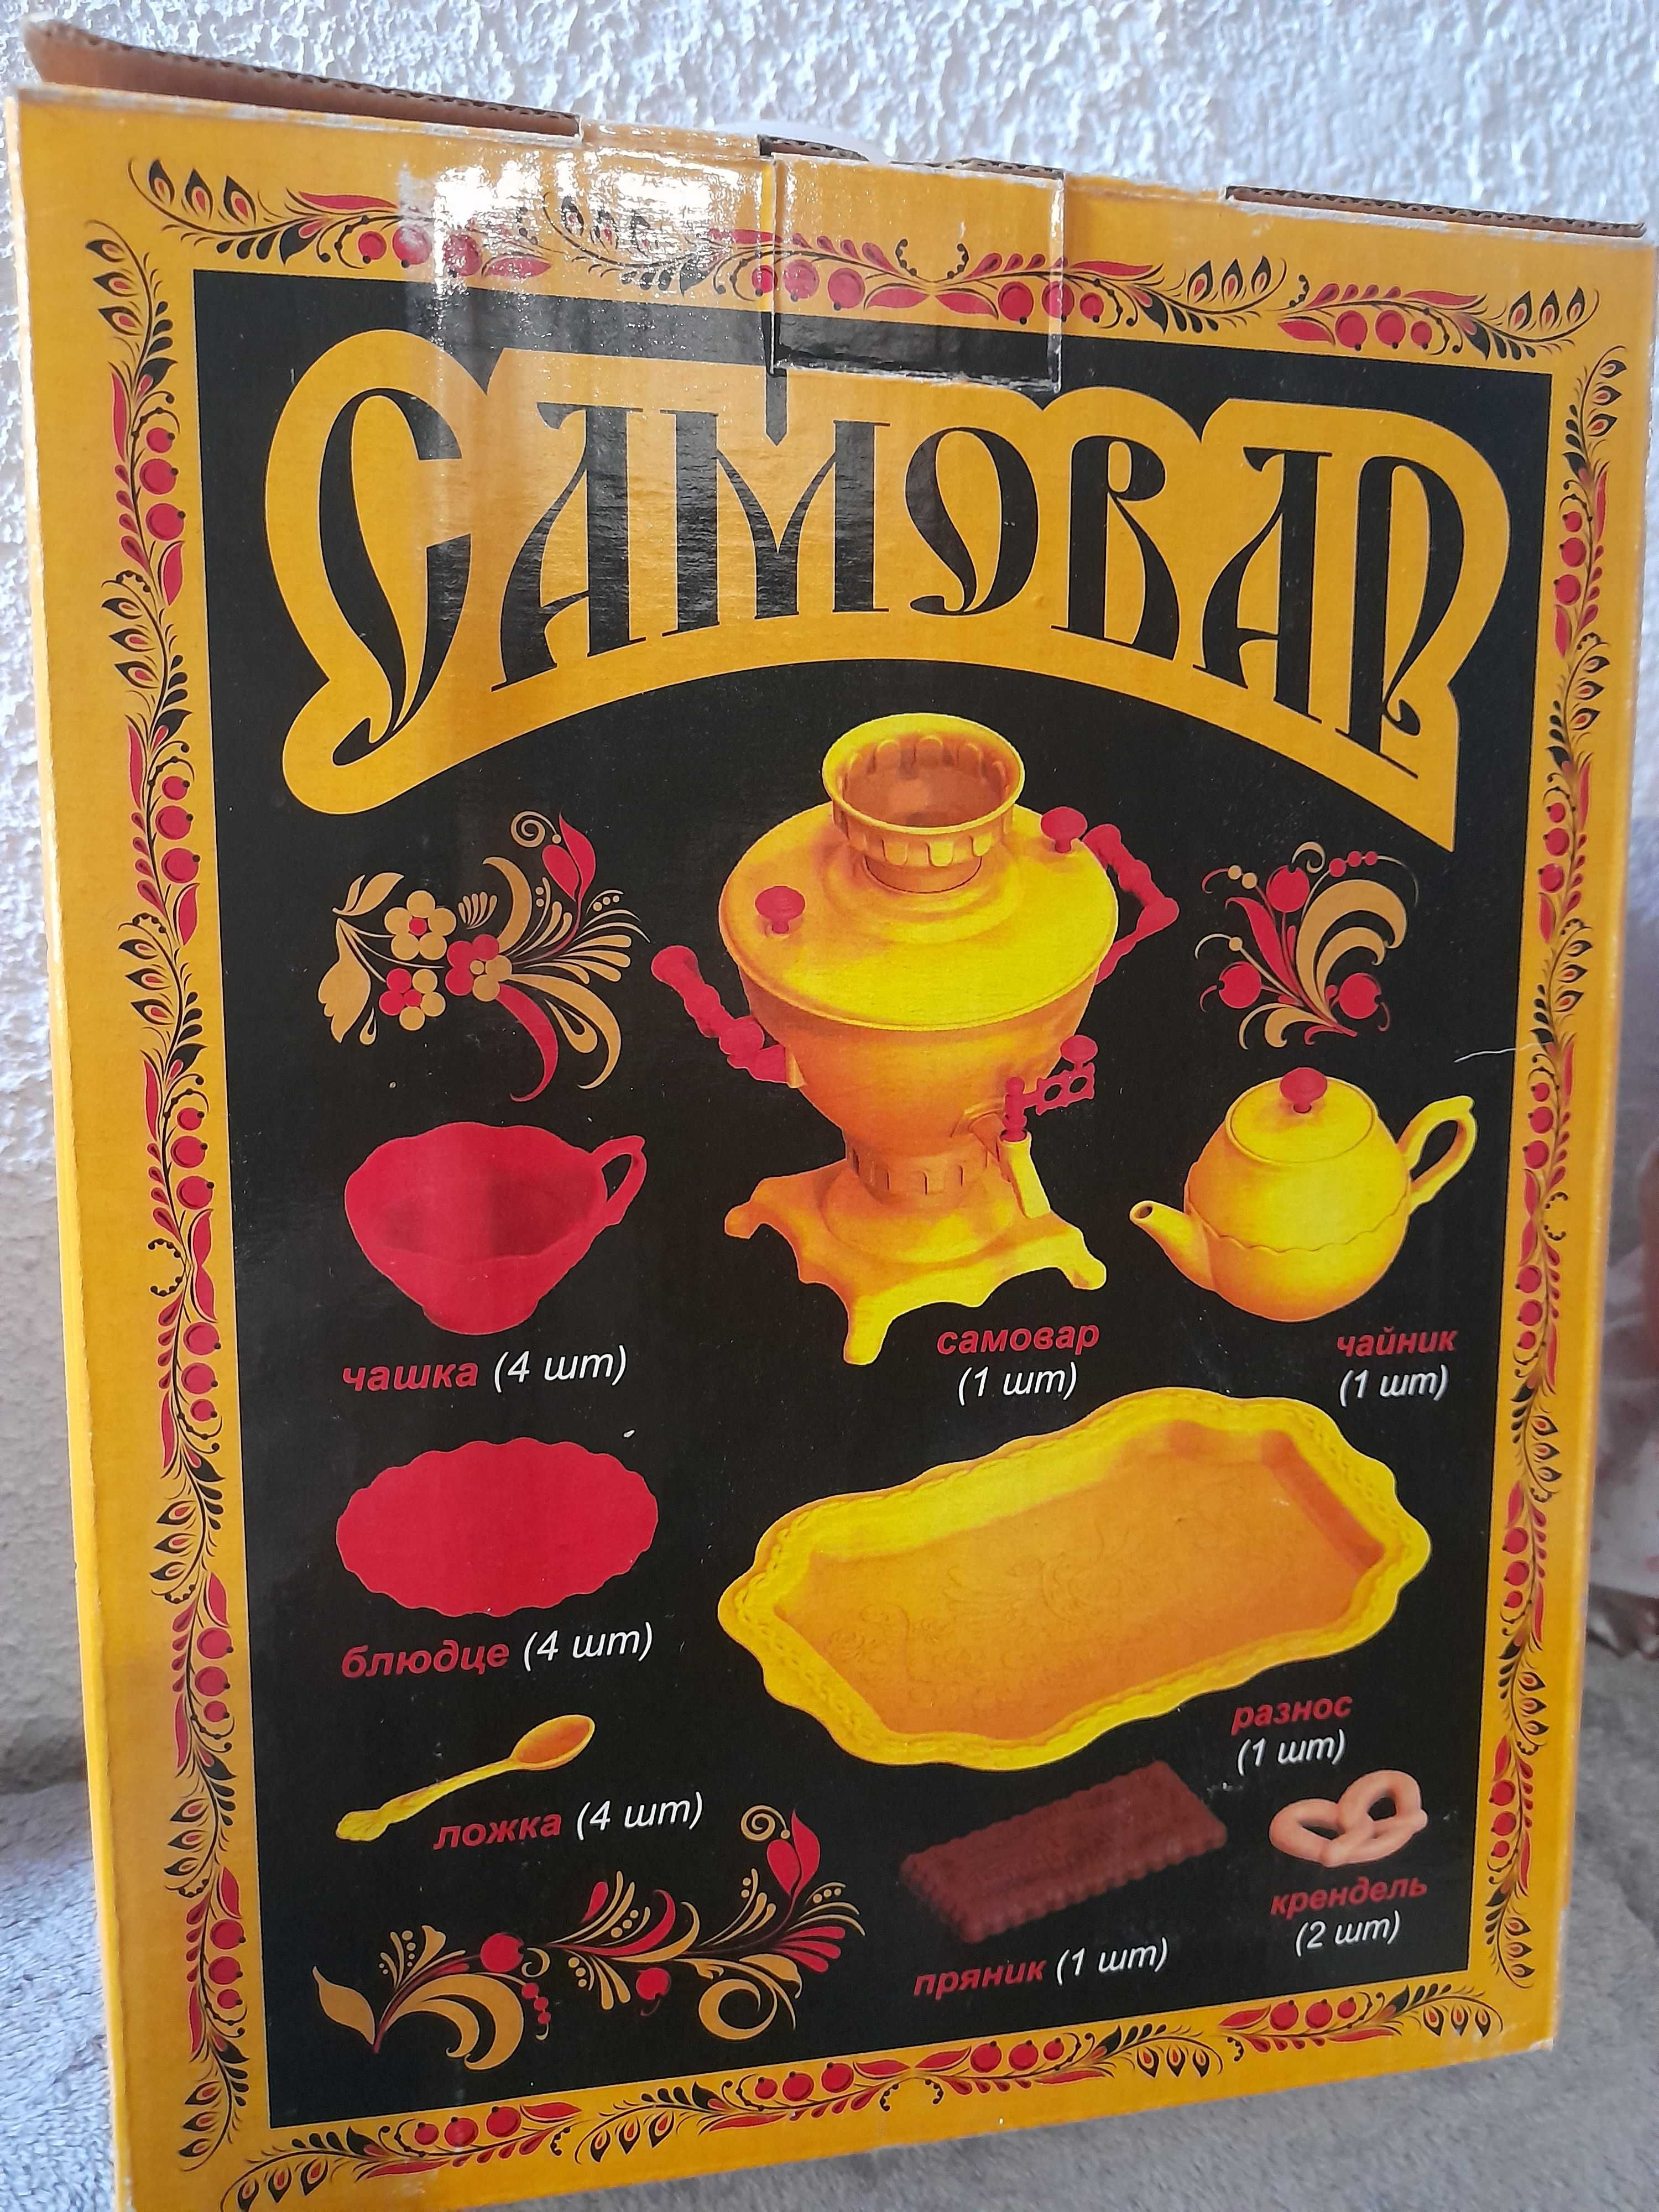 САМОВАР
самовар
(1 шт)
чайник
(1 шт)
чашка (4 шт)
блюдце (4 шт)
разнос
(1 шт)
ложка (4 шт)
крендель
(2 шт)
пряник (1 шт)